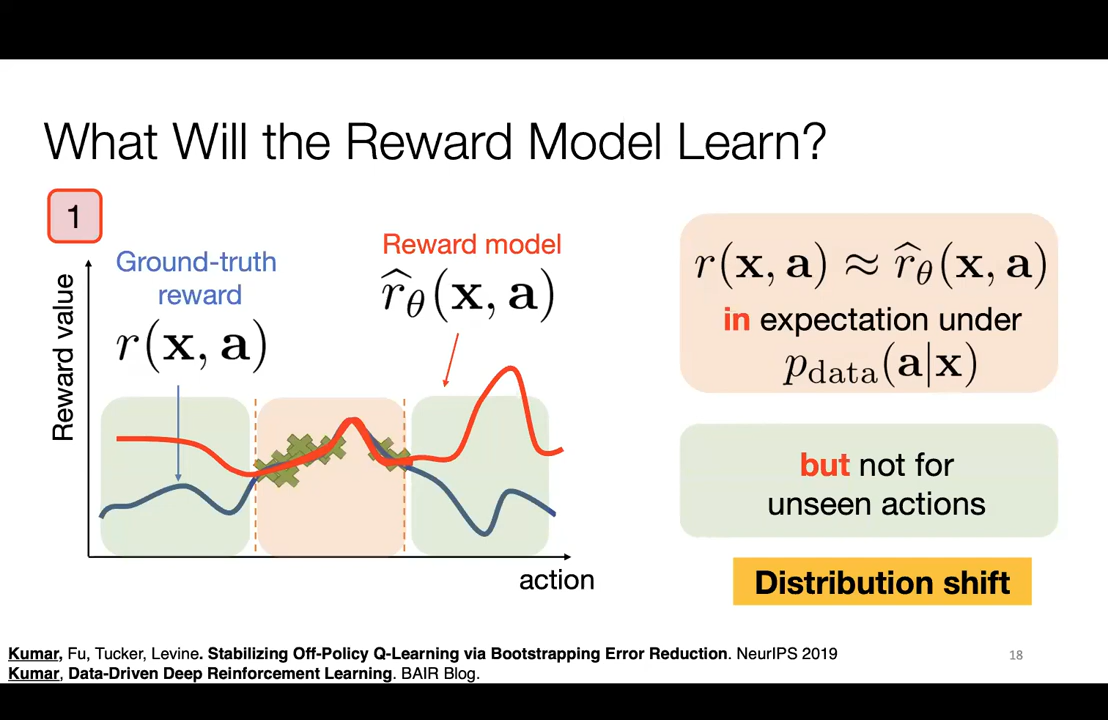 What Will the Reward Model Learn?
1
Ground-truth
reward
r(x, a)
Reward model
r̂θ(x, a)
Reward value
action
r(x, a) ≈ r̂θ(x, a)
in expectation under
pdata(a|x)
but not for
unseen actions
Distribution shift
Kumar, Fu, Tucker, Levine. Stabilizing Off-Policy Q-Learning via Bootstrapping Error Reduction. NeurIPS 2019
Kumar, Data-Driven Deep Reinforcement Learning. BAIR Blog.
18